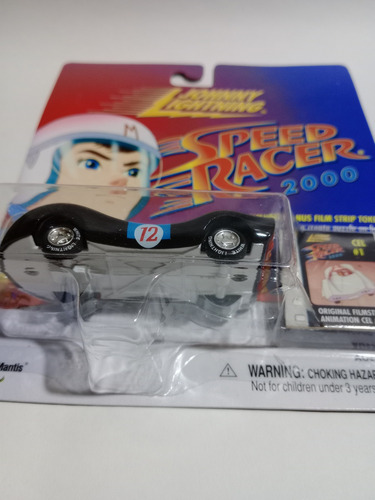 JOHNNY
LIGHTNING
M
SPEED
RACER
2000
NUS FILM STRIP TOK
12
CEL
#1
ORIGINAL FILMST
ANIMATION CEL
Mantis
WARNING: CHOKING HAZAR
Not for children under 3 years